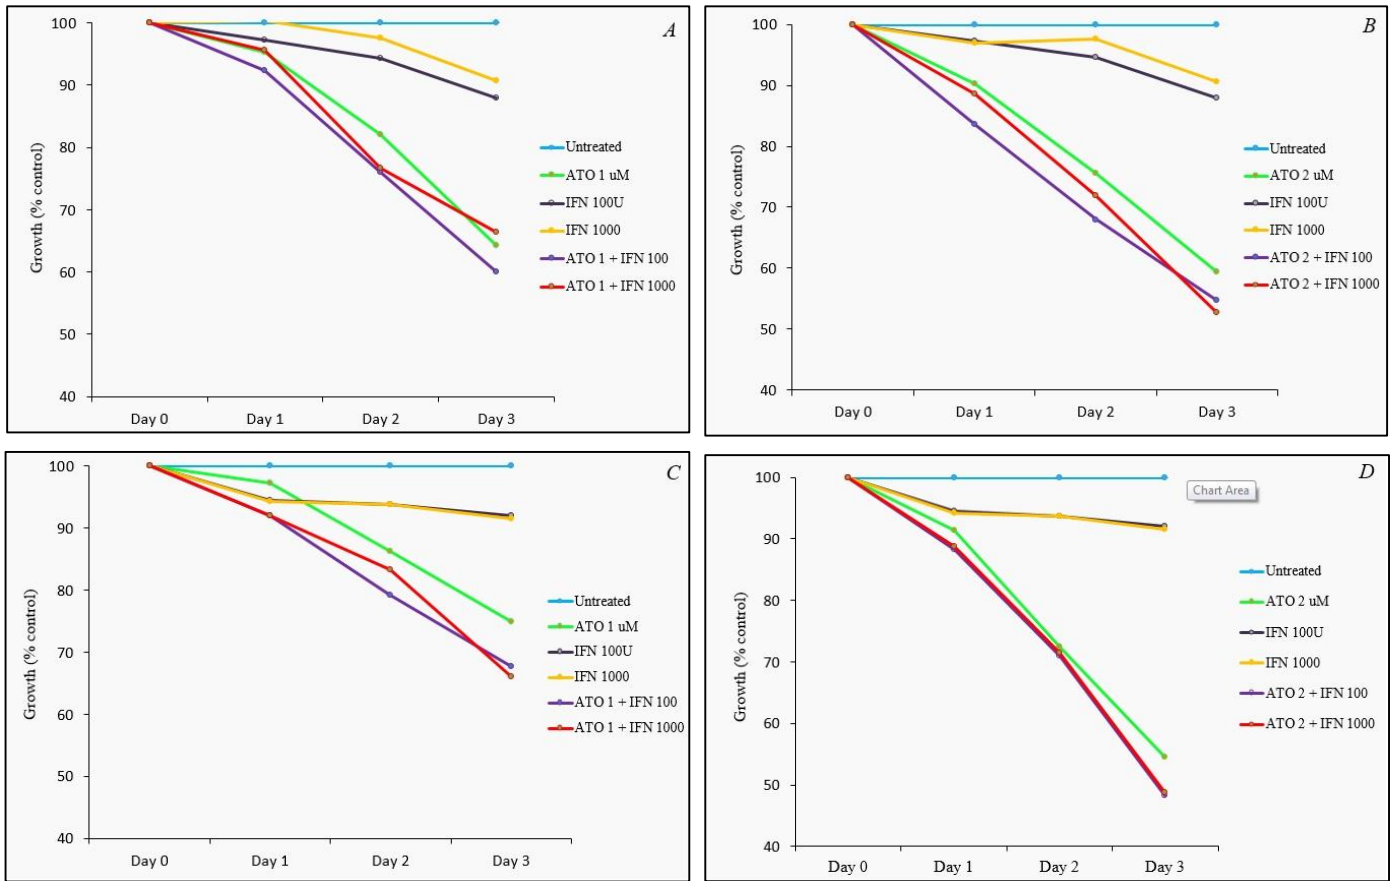 A
100
90
80
70
60
50
40
Growth (% control)
Day 0 Day 1 Day 2 Day 3
Untreated
ATO 1 uM
IFN 100U
IFN 1000
ATO 1 + IFN 100
ATO 1 + IFN 1000
B
100
90
80
70
60
50
40
Growth (% control)
Day 0 Day 1 Day 2 Day 3
Untreated
ATO 2 uM
IFN 100U
IFN 1000
ATO 2 + IFN 100
ATO 2 + IFN 1000
C
100
90
80
70
60
50
40
Growth (% control)
Day 0 Day 1 Day 2 Day 3
Untreated
ATO 1 uM
IFN 100U
IFN 1000
ATO 1 + IFN 100
ATO 1 + IFN 1000
D
Chart Area
100
90
80
70
60
50
40
Growth (% control)
Day 0 Day 1 Day 2 Day 3
Untreated
ATO 2 uM
IFN 100U
IFN 1000
ATO 2 + IFN 100
ATO 2 + IFN 1000